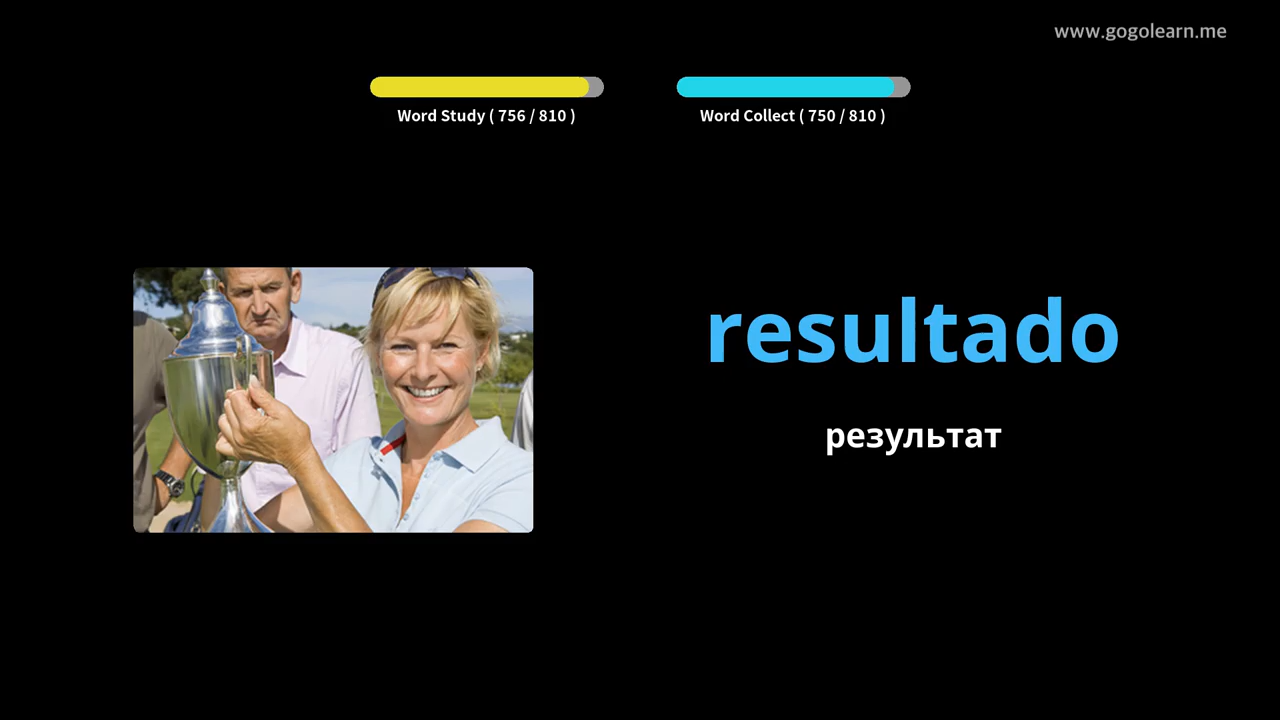 www.gogolearn.me
Word Study ( 756 / 810 )
Word Collect ( 750 / 810 )
resultado
результат